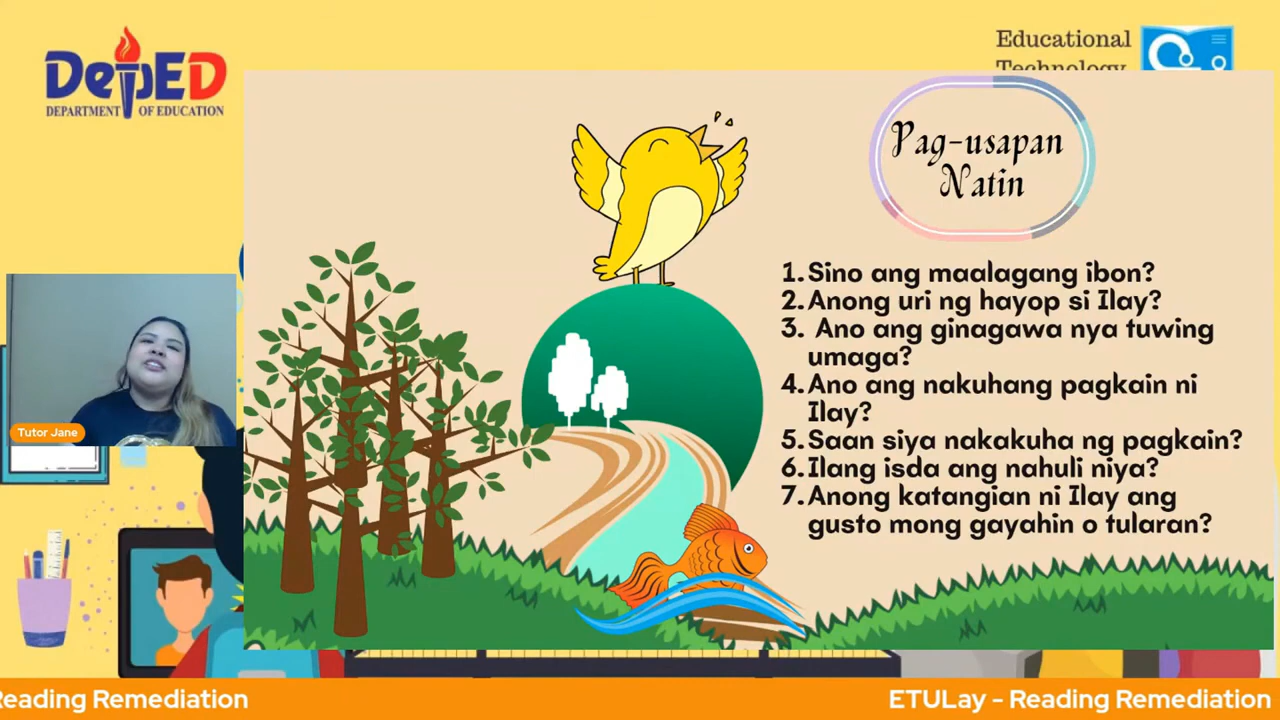 DepED
DEPARTMENT OF EDUCATION
Educational
Technology
Pag-usapan
Natin
1. Sino ang maalagang ibon?
2. Anong uri ng hayop si Ilay?
3. Ano ang ginagawa nya tuwing
umaga?
4. Ano ang nakuhang pagkain ni
Ilay?
5. Saan siya nakakuha ng pagkain?
6. Ilang isda ang nahuli niya?
7. Anong katangian ni Ilay ang
gusto mong gayahin o tularan?
Tutor Jane
Reading Remediation
ETULay - Reading Remediation